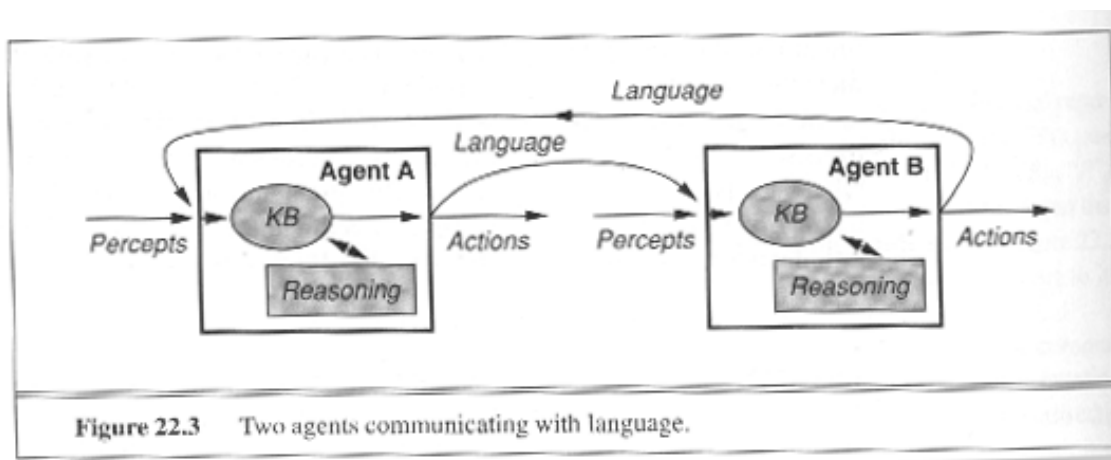 Language
Language
Agent A
Agent B
KB
KB
Percepts
Actions
Percepts
Actions
Reasoning
Reasoning
Figure 22.3 Two agents communicating with language.